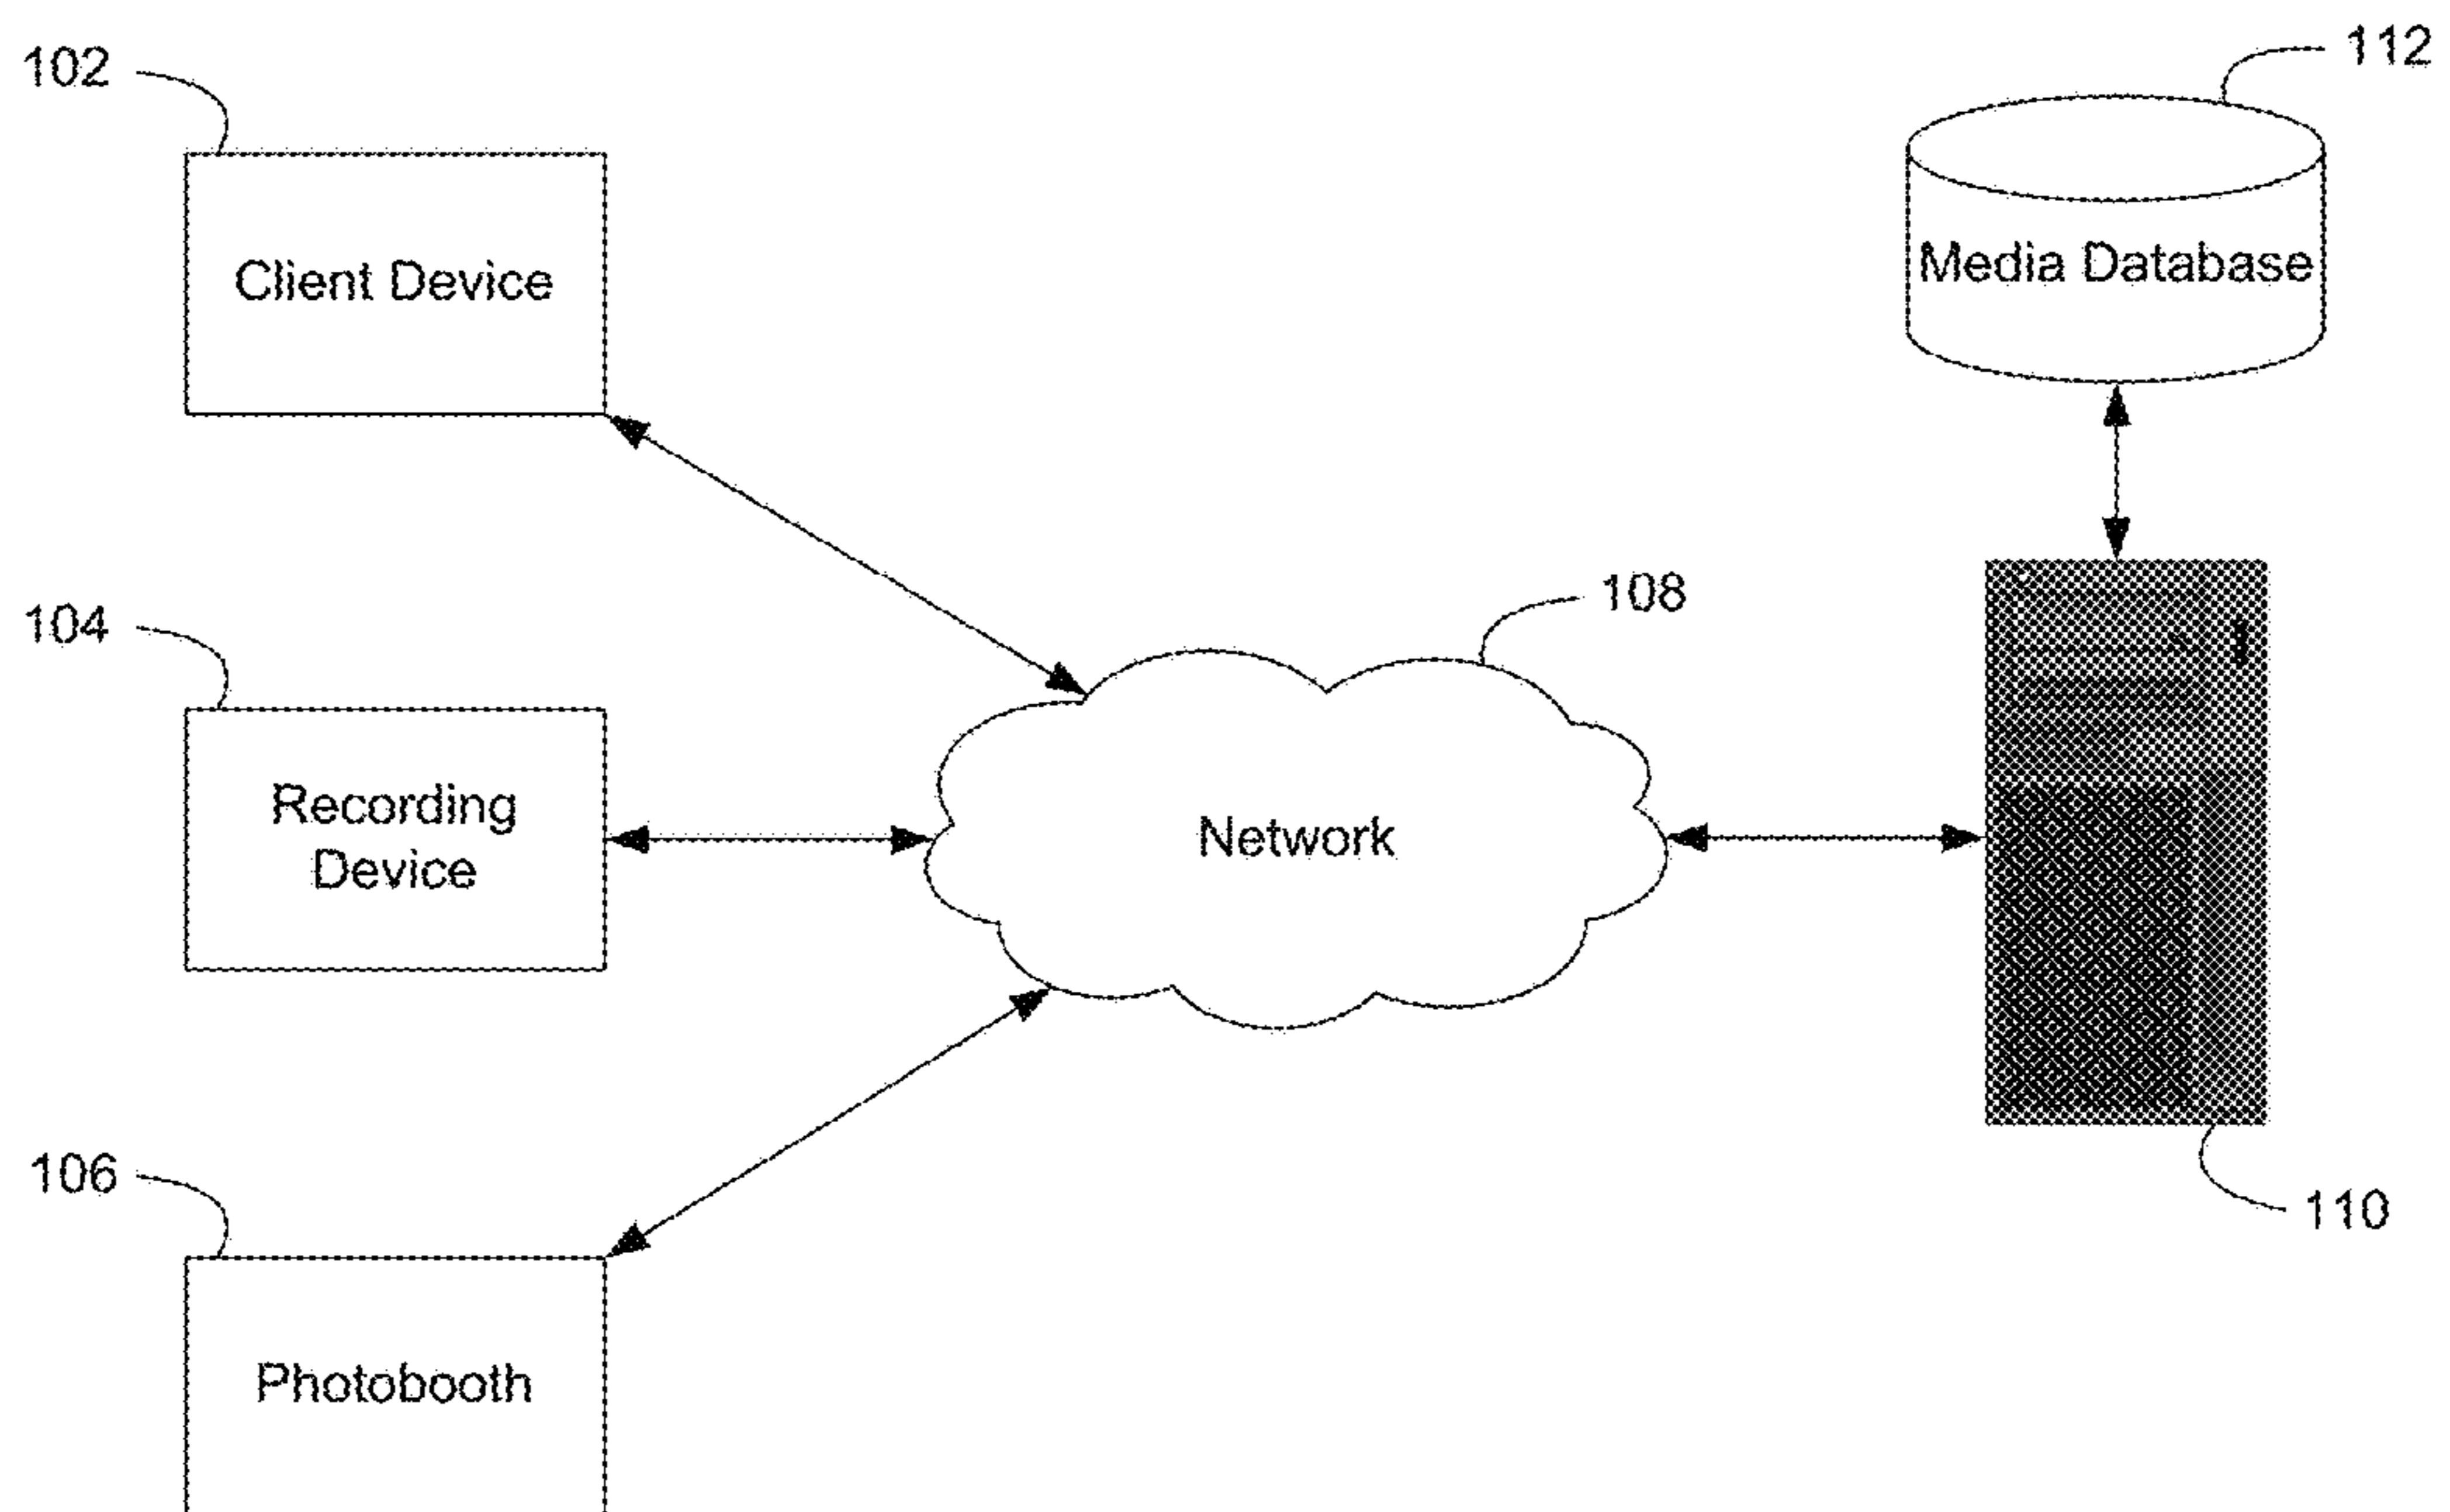 102
112
Client Device
Media Database
104
108
Recording
Device
Network
106
110
Photobooth